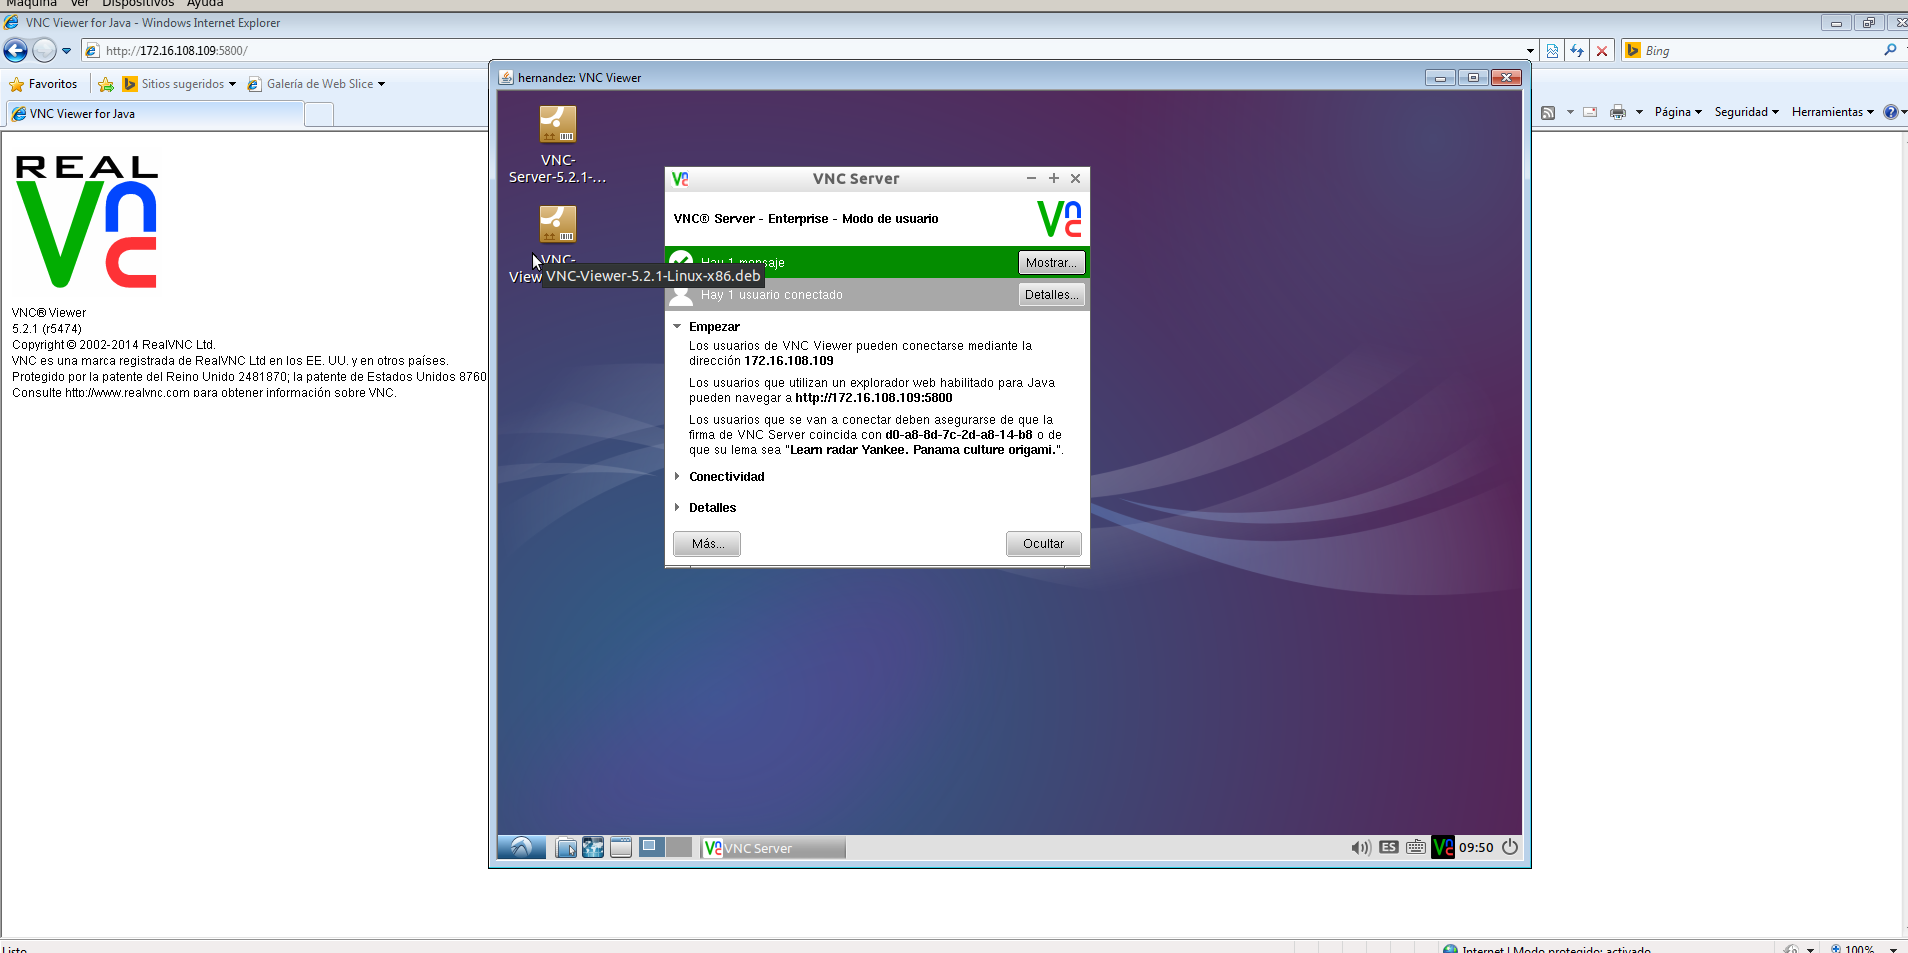 Máquina Ver Dispositivos Ayuda
VNC Viewer for Java - Windows Internet Explorer
http://172.16.108.109:5800/
Bing
Favoritos
Sitios sugeridos
Galería de Web Slice
VNC Viewer for Java
Página
Seguridad
Herramientas
REAL
Vnc
VNC® Viewer
5.2.1 (r5474)
Copyright © 2002-2014 RealVNC Ltd.
VNC es una marca registrada de RealVNC Ltd en los EE. UU. y en otros países.
Protegido por la patente del Reino Unido 2481870; la patente de Estados Unidos 8760
Consulte http://www.realvnc.com para obtener información sobre VNC.
hernandez: VNC Viewer
VNC-
Server-5.2.1-...
VNC-
View
VNC-Viewer-5.2.1-Linux-x86.deb
VNC Server
VNC® Server - Enterprise - Modo de usuario
Vnc
Hay 1 mensaje
Mostrar...
Hay 1 usuario conectado
Detalles...
Empezar
Los usuarios de VNC Viewer pueden conectarse mediante la
dirección 172.16.108.109
Los usuarios que utilizan un explorador web habilitado para Java
pueden navegar a http://172.16.108.109:5800
Los usuarios que se van a conectar deben asegurarse de que la
firma de VNC Server coincida con d0-a8-8d-7c-2d-a8-14-b8 o de
que su lema sea "Learn radar Yankee. Panama culture origami.".
Conectividad
Detalles
Más...
Ocultar
VNC Server
ES
09:50
Listo
Internet | Modo protegido: activado
100%